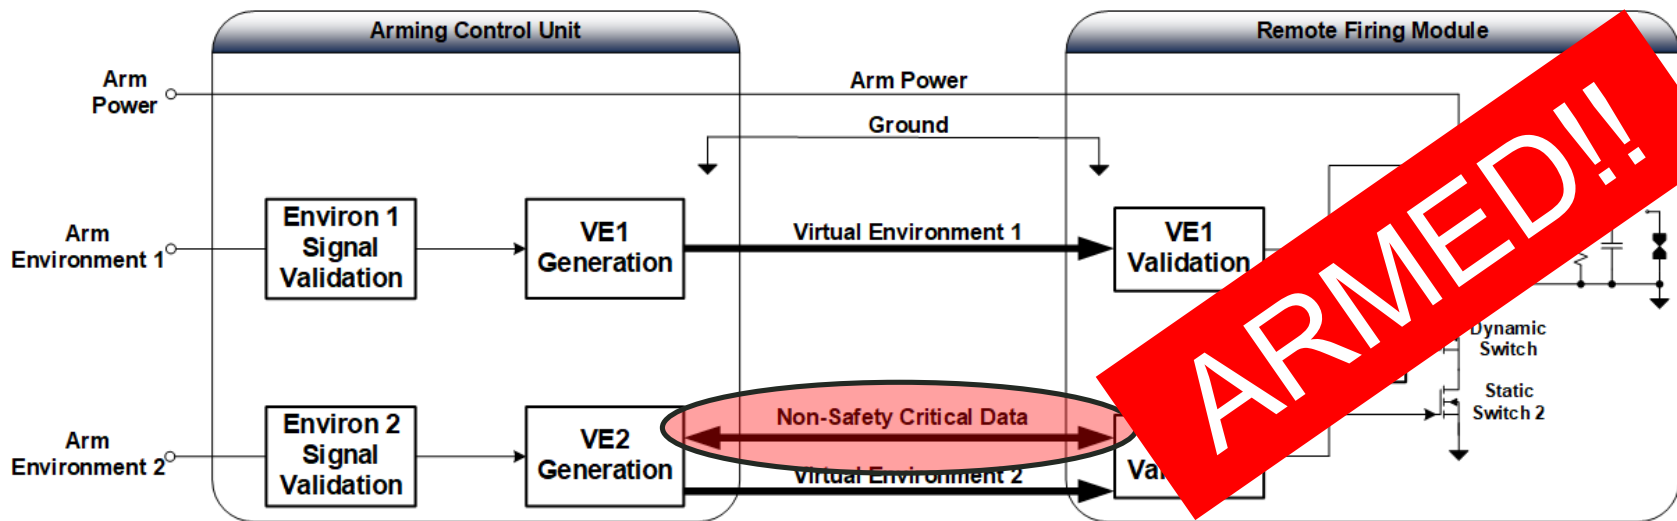 Arming Control Unit
Remote Firing Module
Arm
Power
Arm Power
Ground
Arm
Environment 1
Environ 1
Signal
Validation
VE1
Generation
Virtual Environment 1
VE1
Validation
ARMED!!
Dynamic
Switch
Static
Switch 2
Arm
Environment 2
Environ 2
Signal
Validation
VE2
Generation
Non-Safety Critical Data
Virtual Environment 2